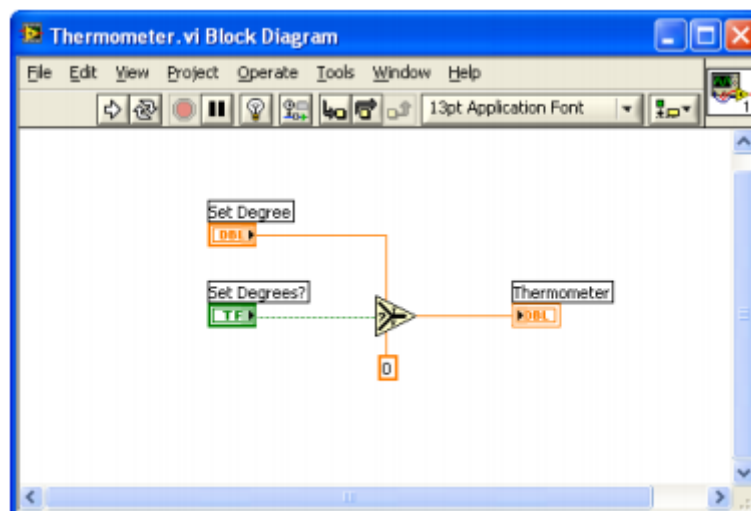 Thermometer.vi Block Diagram
File Edit View Project Operate Tools Window Help
13pt Application Font
1
Set Degree
DBL
Set Degrees?
TF
?
Thermometer
DBL
0